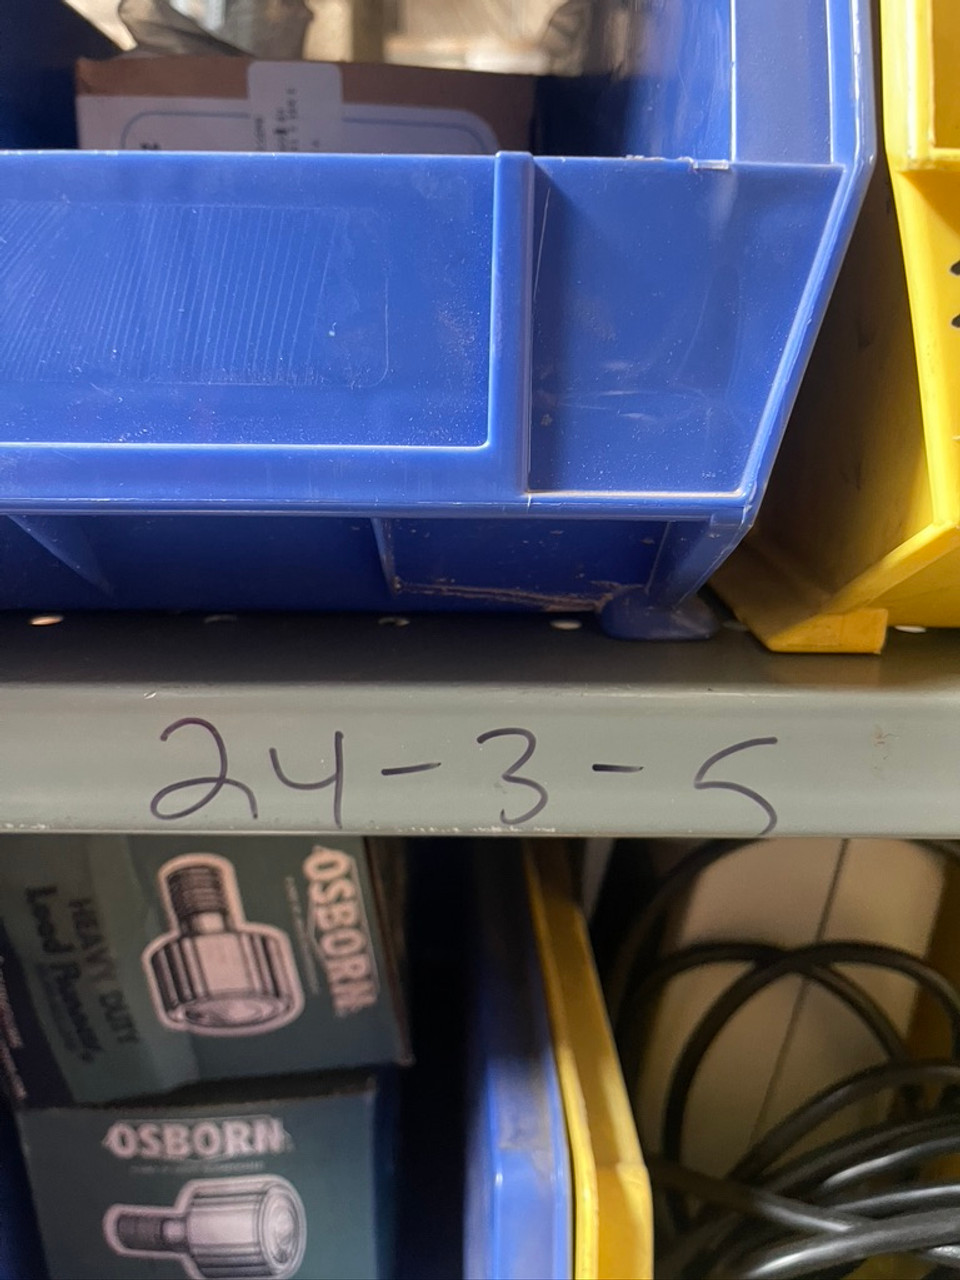 24-3-5
OSBORN
HEAVY DUTY
Load Runners
OSBORN